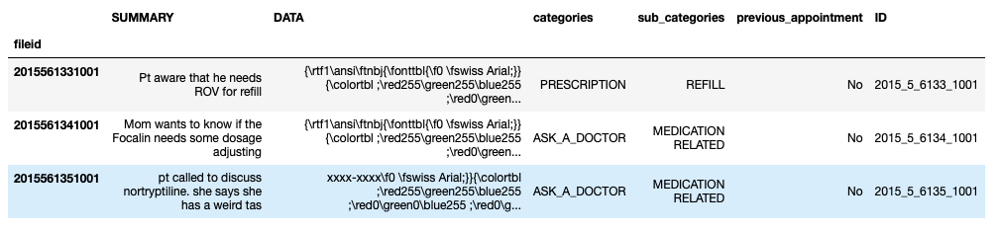 SUMMARY DATA categories sub_categories previous_appointment ID
fileid
2015561331001 Pt aware that he needs ROV for refill {\rtf1\ansi\ftnbj{\fonttbl{\f0 \fswiss Arial;}}{\colortbl ;\red255\green255\blue255 ;\red0\green... PRESCRIPTION REFILL No 2015_5_6133_1001
2015561341001 Mom wants to know if the Focalin needs some dosage adjusting {\rtf1\ansi\ftnbj{\fonttbl{\f0 \fswiss Arial;}}{\colortbl ;\red255\green255\blue255 ;\red0\green... ASK_A_DOCTOR MEDICATION RELATED No 2015_5_6134_1001
2015561351001 pt called to discuss nortryptiline. she says she has a weird tas xxxx-xxxx\f0 \fswiss Arial;}}{\colortbl ;\red255\green255\blue255 ;\red0\green0\blue255 ;\red0\g... ASK_A_DOCTOR MEDICATION RELATED No 2015_5_6135_1001